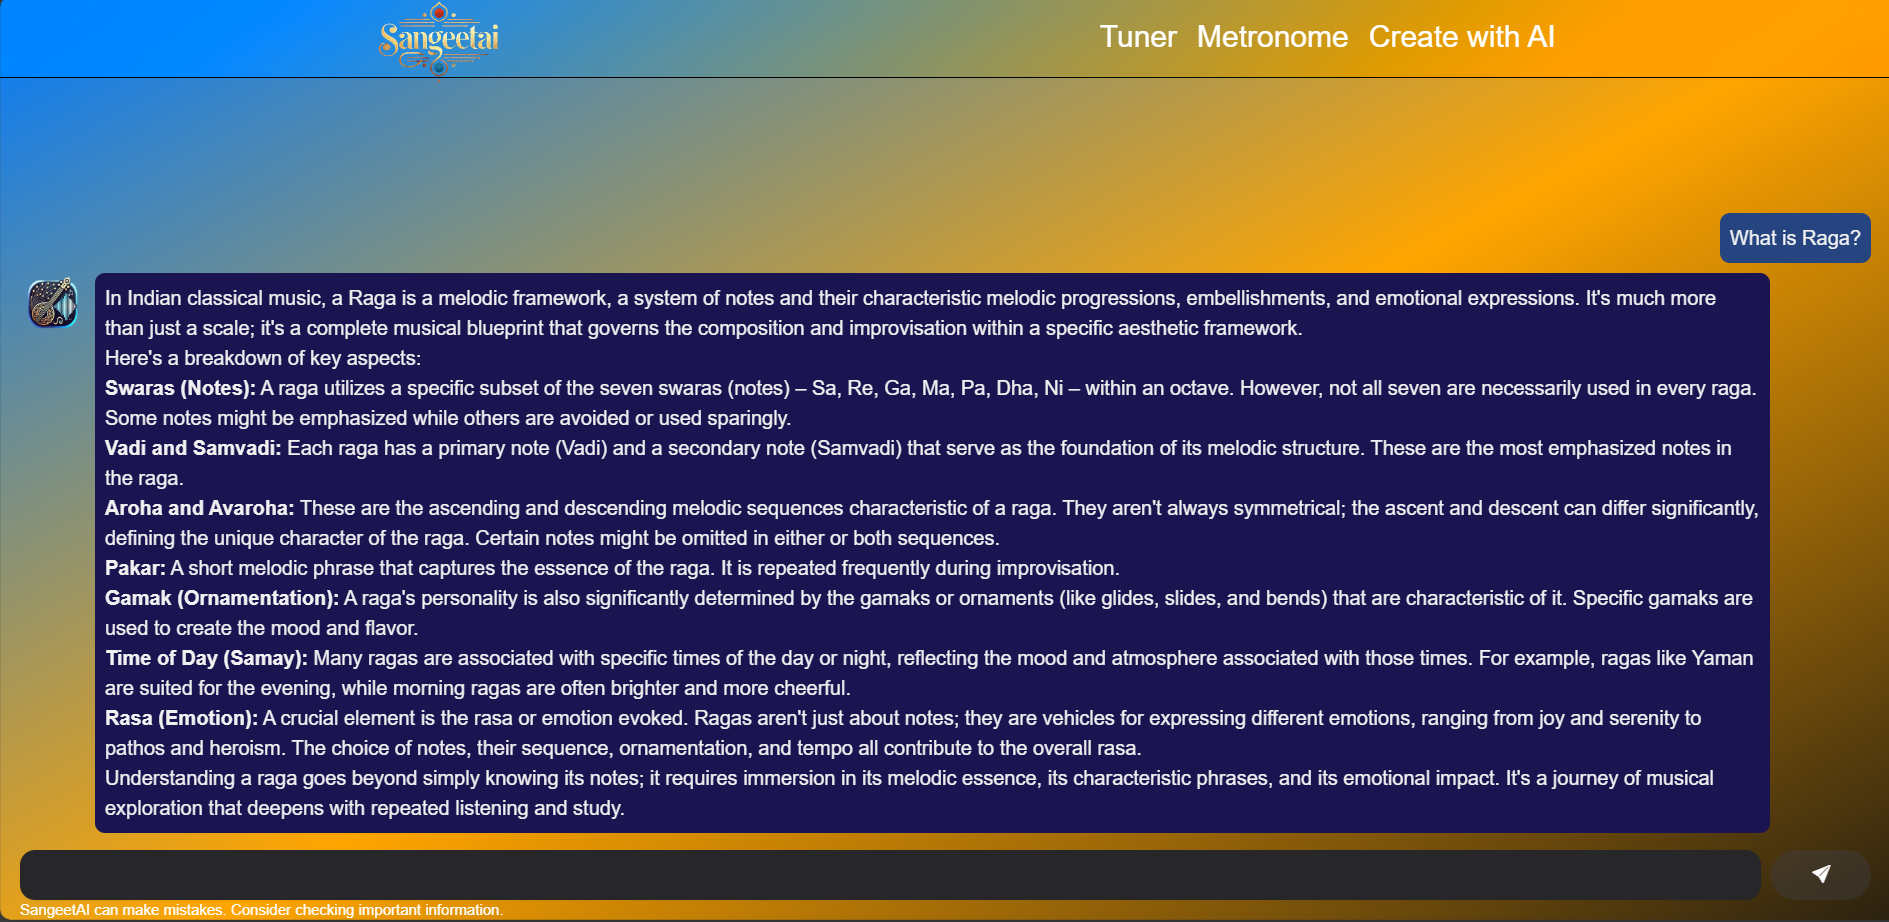 Sangeetai
Tuner Metronome Create with AI
What is Raga?
In Indian classical music, a Raga is a melodic framework, a system of notes and their characteristic melodic progressions, embellishments, and emotional expressions. It's much more
than just a scale; it's a complete musical blueprint that governs the composition and improvisation within a specific aesthetic framework.
Here's a breakdown of key aspects:
Swaras (Notes): A raga utilizes a specific subset of the seven swaras (notes) – Sa, Re, Ga, Ma, Pa, Dha, Ni – within an octave. However, not all seven are necessarily used in every raga.
Some notes might be emphasized while others are avoided or used sparingly.
Vadi and Samvadi: Each raga has a primary note (Vadi) and a secondary note (Samvadi) that serve as the foundation of its melodic structure. These are the most emphasized notes in
the raga.
Aroha and Avaroha: These are the ascending and descending melodic sequences characteristic of a raga. They aren't always symmetrical; the ascent and descent can differ significantly,
defining the unique character of the raga. Certain notes might be omitted in either or both sequences.
Pakar: A short melodic phrase that captures the essence of the raga. It is repeated frequently during improvisation.
Gamak (Ornamentation): A raga's personality is also significantly determined by the gamaks or ornaments (like glides, slides, and bends) that are characteristic of it. Specific gamaks are
used to create the mood and flavor.
Time of Day (Samay): Many ragas are associated with specific times of the day or night, reflecting the mood and atmosphere associated with those times. For example, ragas like Yaman
are suited for the evening, while morning ragas are often brighter and more cheerful.
Rasa (Emotion): A crucial element is the rasa or emotion evoked. Ragas aren't just about notes; they are vehicles for expressing different emotions, ranging from joy and serenity to
pathos and heroism. The choice of notes, their sequence, ornamentation, and tempo all contribute to the overall rasa.
Understanding a raga goes beyond simply knowing its notes; it requires immersion in its melodic essence, its characteristic phrases, and its emotional impact. It's a journey of musical
exploration that deepens with repeated listening and study.
SangeetAI can make mistakes. Consider checking important information.